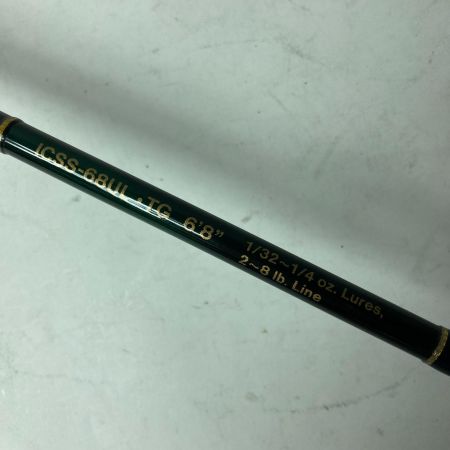 ICSS-68UL・TG 6'8"
1/32~1/4 oz. Lures,
2~8 lb. Line